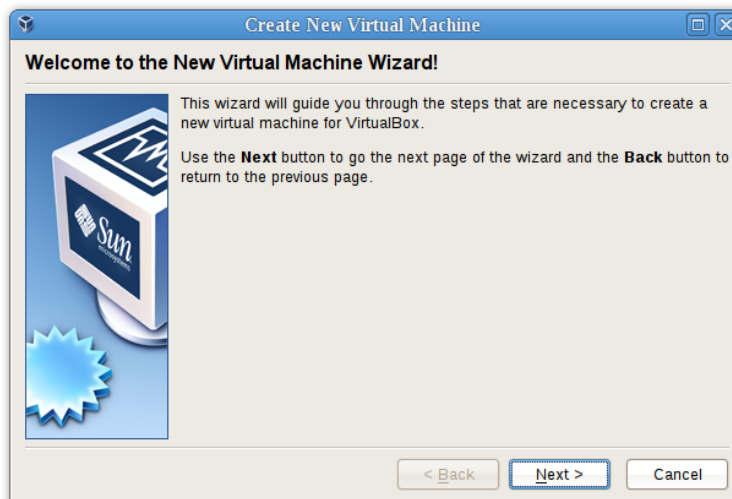 Create New Virtual Machine
Welcome to the New Virtual Machine Wizard!
This wizard will guide you through the steps that are necessary to create a
new virtual machine for VirtualBox.
Use the Next button to go the next page of the wizard and the Back button to
return to the previous page.
Sun
microsystems
< Back
Next >
Cancel